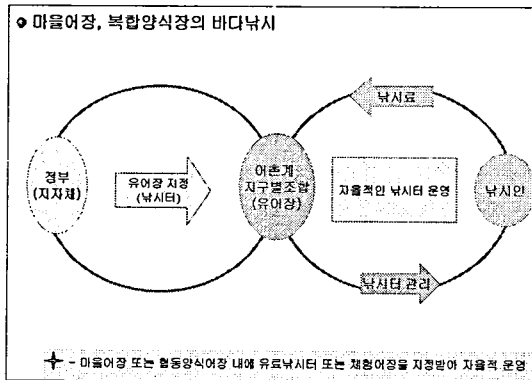 마을어장, 복합양식장의 바다낚시
낚시료
정부
(지자체)
유어장 지정
(낚시터)
어촌계
지구별조합
(유어장)
자율적인 낚시터 운영
낚시인
낚시터 관리
- 마을어장 또는 협동양식어장 내에 유료낚시터 또는 체험어장을 지정받아 자율적 운영